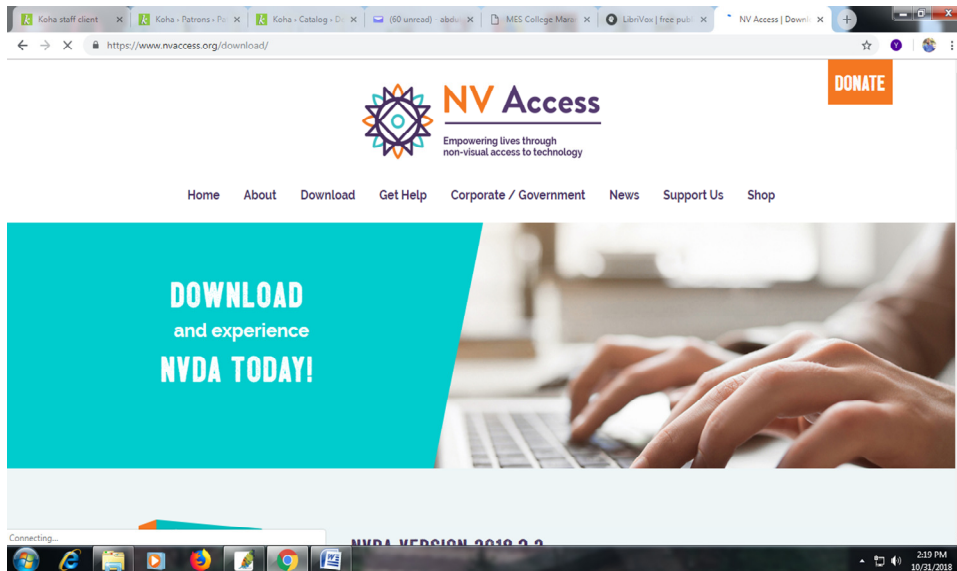 Koha staff client
Koha › Patrons › Pa
Koha › Catalog › D
(60 unread) abdu
MES College Mara
LibriVox | free publ
NV Access | Downl
https://www.nvaccess.org/download/
DONATE
NV Access
Empowering lives through
non-visual access to technology
Home About Download Get Help Corporate / Government News Support Us Shop
DOWNLOAD
and experience
NVDA TODAY!
Connecting...
2:19 PM
10/31/2018